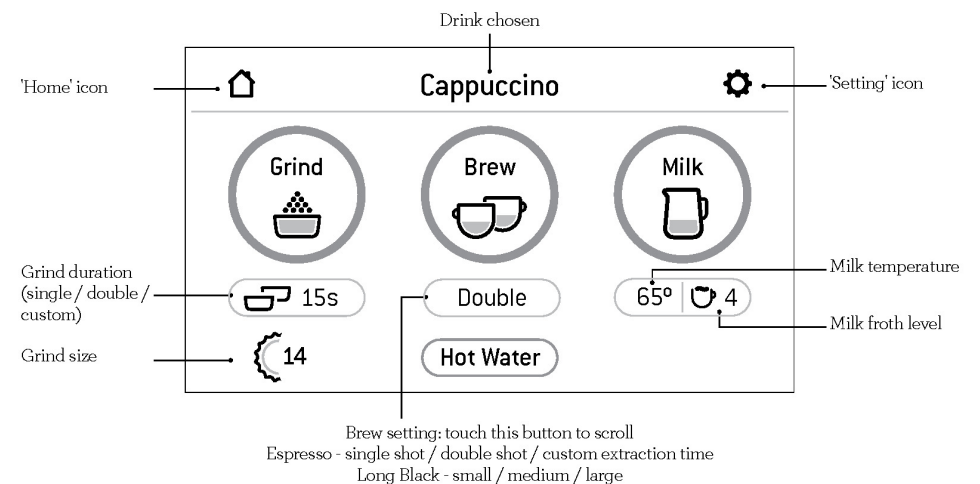 Drink chosen
'Home' icon
Cappuccino
'Setting' icon
Grind
Brew
Milk
Grind duration
(single / double /
custom)
15s
Double
65º
4
Milk temperature
Milk froth level
Grind size
14
Hot Water
Brew setting: touch this button to scroll
Espresso - single shot / double shot / custom extraction time
Long Black - small / medium / large